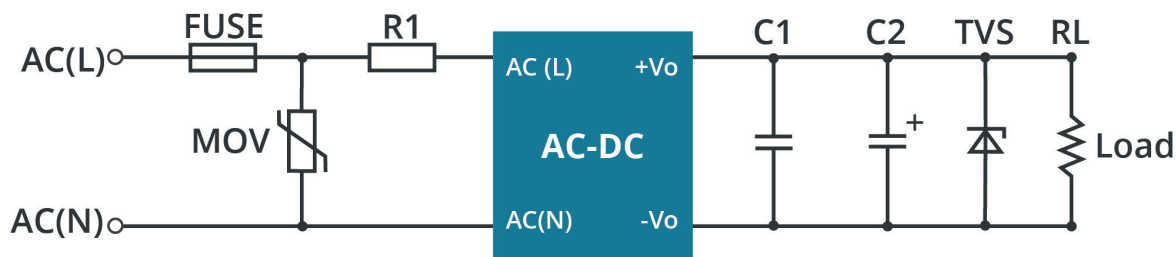 FUSE
R1
C1
C2
TVS
RL
AC(L)
AC (L)
+Vo
MOV
AC-DC
+
Load
AC(N)
AC(N)
-Vo